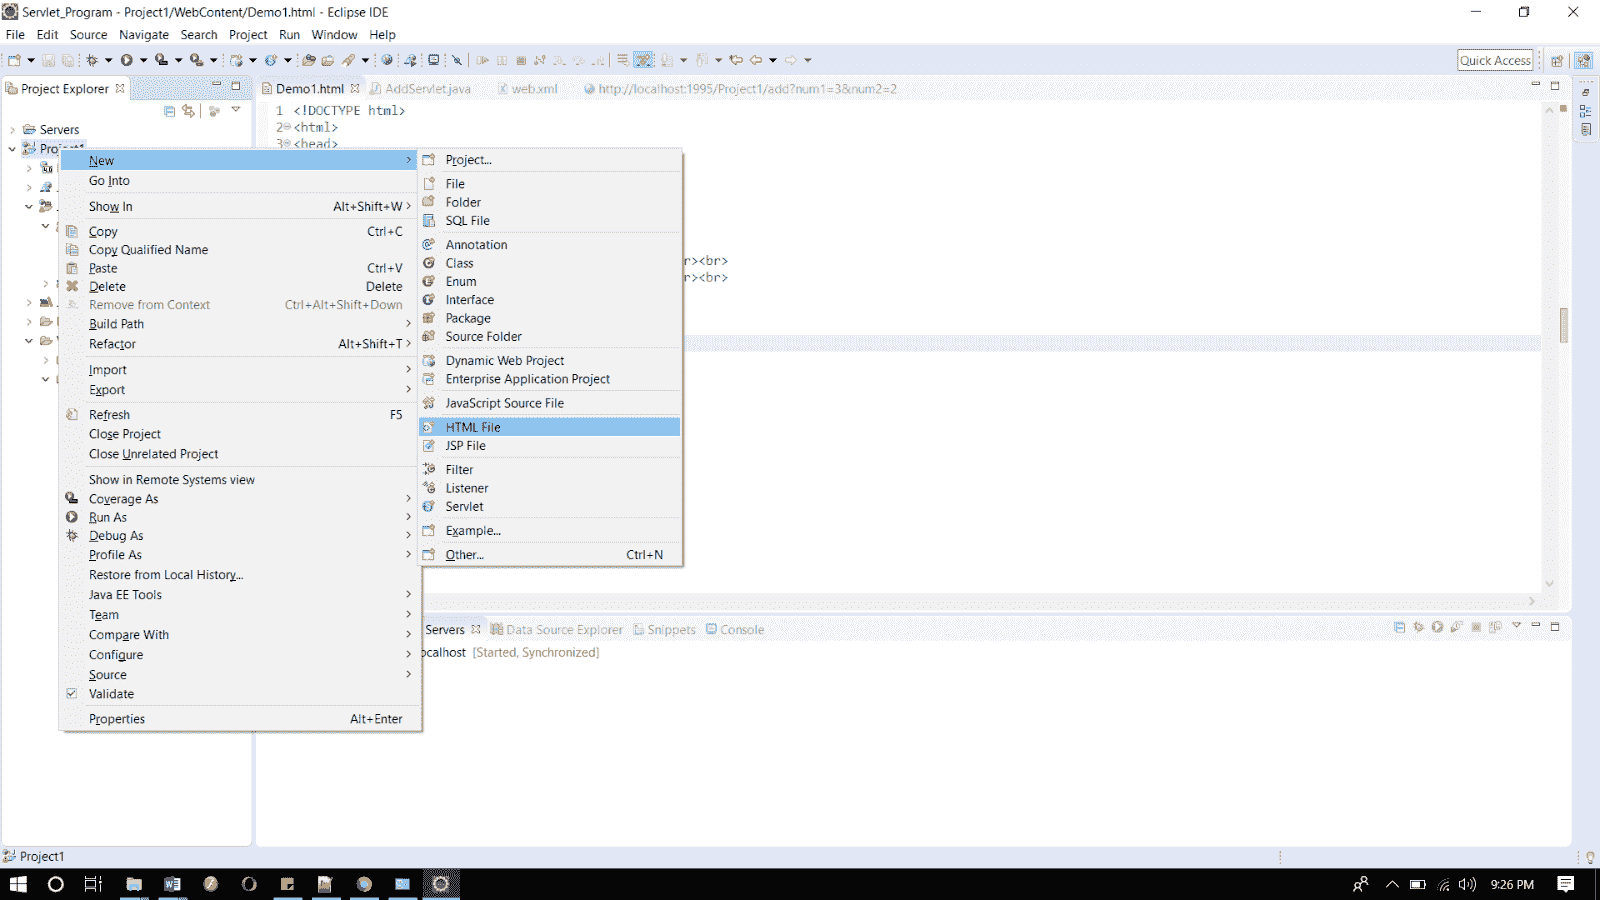 Servlet_Program - Project1/WebContent/Demo1.html - Eclipse IDE
File Edit Source Navigate Search Project Run Window Help
Quick Access
Project Explorer
Demo1.html AddServlet.java web.xml http://localhost:1995/Project1/add?num1=3&num2=2
1 <!DOCTYPE html>
2 <html>
3 <head>
Servers
Project1
New
Go Into
Show In Alt+Shift+W
Copy Ctrl+C
Copy Qualified Name
Paste Ctrl+V
Delete Delete
Remove from Context Ctrl+Alt+Shift+Down
Build Path
Refactor Alt+Shift+T
Import
Export
Refresh F5
Close Project
Close Unrelated Project
Show in Remote Systems view
Coverage As
Run As
Debug As
Profile As
Restore from Local History...
Java EE Tools
Team
Compare With
Configure
Source
Validate
Properties Alt+Enter
Project...
File
Folder
SQL File
Annotation
Class
Enum
Interface
Package
Source Folder
Dynamic Web Project
Enterprise Application Project
JavaScript Source File
HTML File
JSP File
Filter
Listener
Servlet
Example...
Other... Ctrl+N
r><br>
r><br>
Servers Data Source Explorer Snippets Console
ocalhost [Started, Synchronized]
Project1
9:26 PM